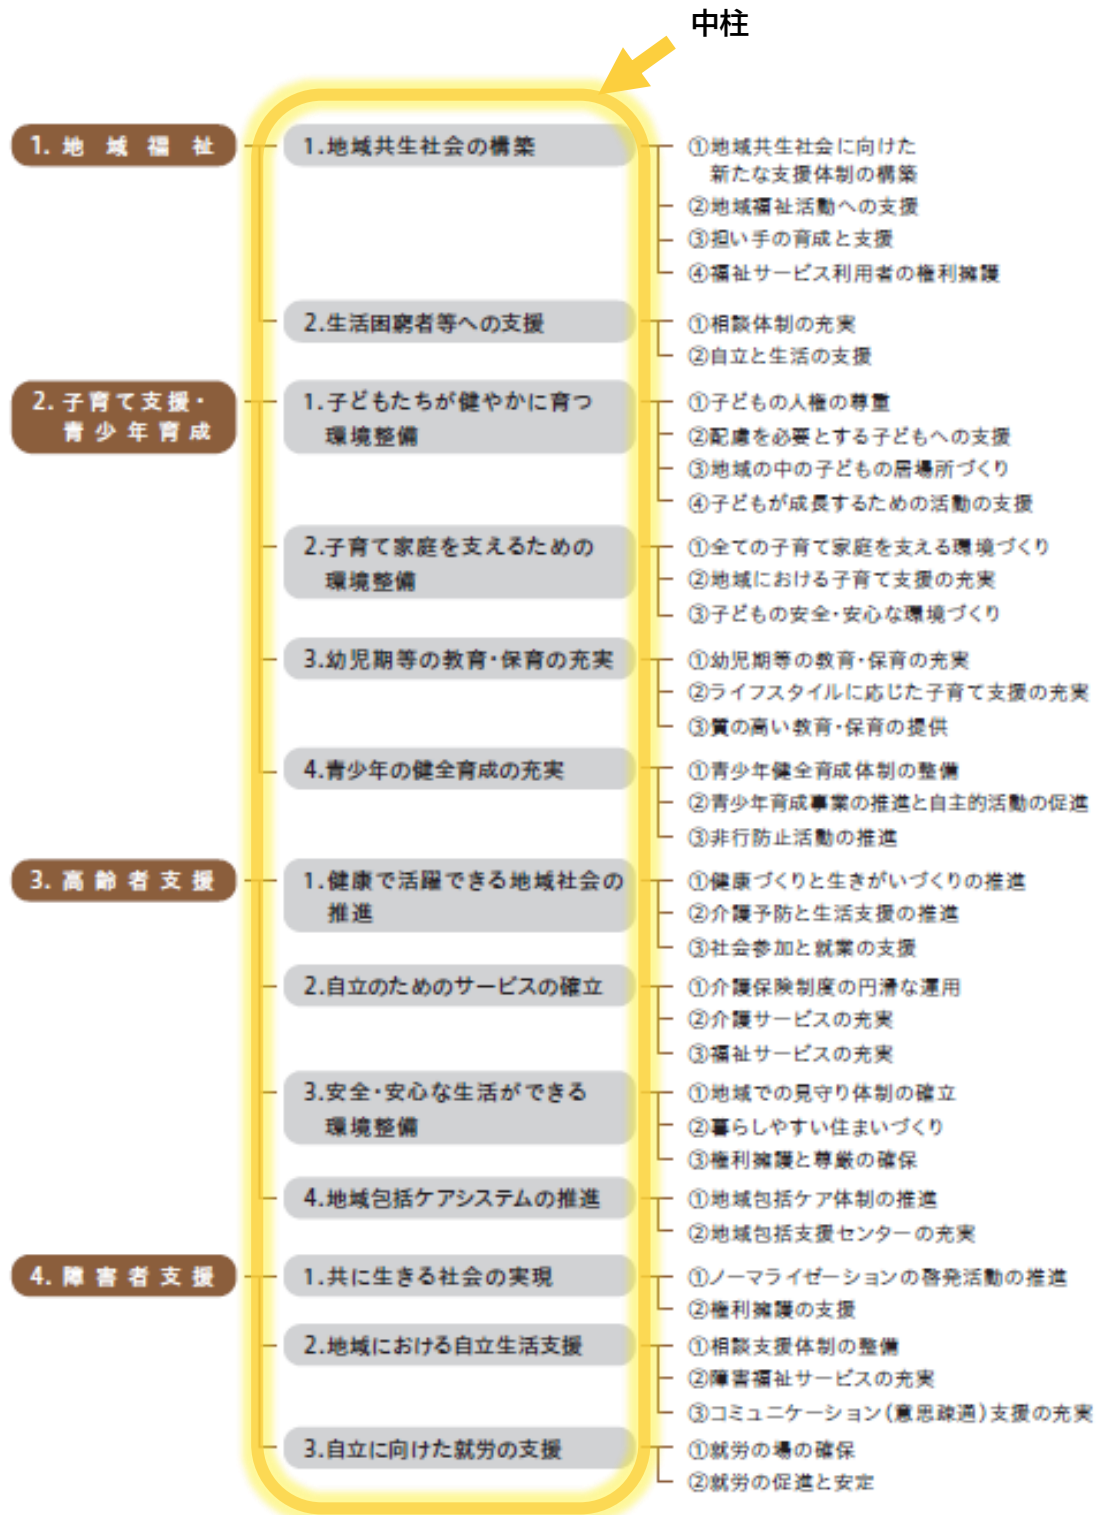 中柱
1. 地域福祉
1.地域共生社会の構築
①地域共生社会に向けた
新たな支援体制の構築
②地域福祉活動への支援
③担い手の育成と支援
④福祉サービス利用者の権利擁護
2.生活困窮者等への支援
①相談体制の充実
②自立と生活の支援
2. 子育て支援・
青少年育成
1.子どもたちが健やかに育つ
環境整備
①子どもの人権の尊重
②配慮を必要とする子どもへの支援
③地域の中の子どもの居場所づくり
④子どもが成長するための活動の支援
2.子育て家庭を支えるための
環境整備
①全ての子育て家庭を支える環境づくり
②地域における子育て支援の充実
③子どもの安全・安心な環境づくり
3.幼児期等の教育・保育の充実
①幼児期等の教育・保育の充実
②ライフスタイルに応じた子育て支援の充実
③質の高い教育・保育の提供
4.青少年の健全育成の充実
①青少年健全育成体制の整備
②青少年育成事業の推進と自主的活動の促進
③非行防止活動の推進
3. 高齢者支援
1.健康で活躍できる地域社会の
推進
①健康づくりと生きがいづくりの推進
②介護予防と生活支援の推進
③社会参加と就業の支援
2.自立のためのサービスの確立
①介護保険制度の円滑な運用
②介護サービスの充実
③福祉サービスの充実
3.安全・安心な生活ができる
環境整備
①地域での見守り体制の確立
②暮らしやすい住まいづくり
③権利擁護と尊厳の確保
4.地域包括ケアシステムの推進
①地域包括ケア体制の推進
②地域包括支援センターの充実
4. 障害者支援
1.共に生きる社会の実現
①ノーマライゼーションの啓発活動の推進
②権利擁護の支援
2.地域における自立生活支援
①相談支援体制の整備
②障害福祉サービスの充実
③コミュニケーション(意思疎通)支援の充実
3.自立に向けた就労の支援
①就労の場の確保
②就労の促進と安定